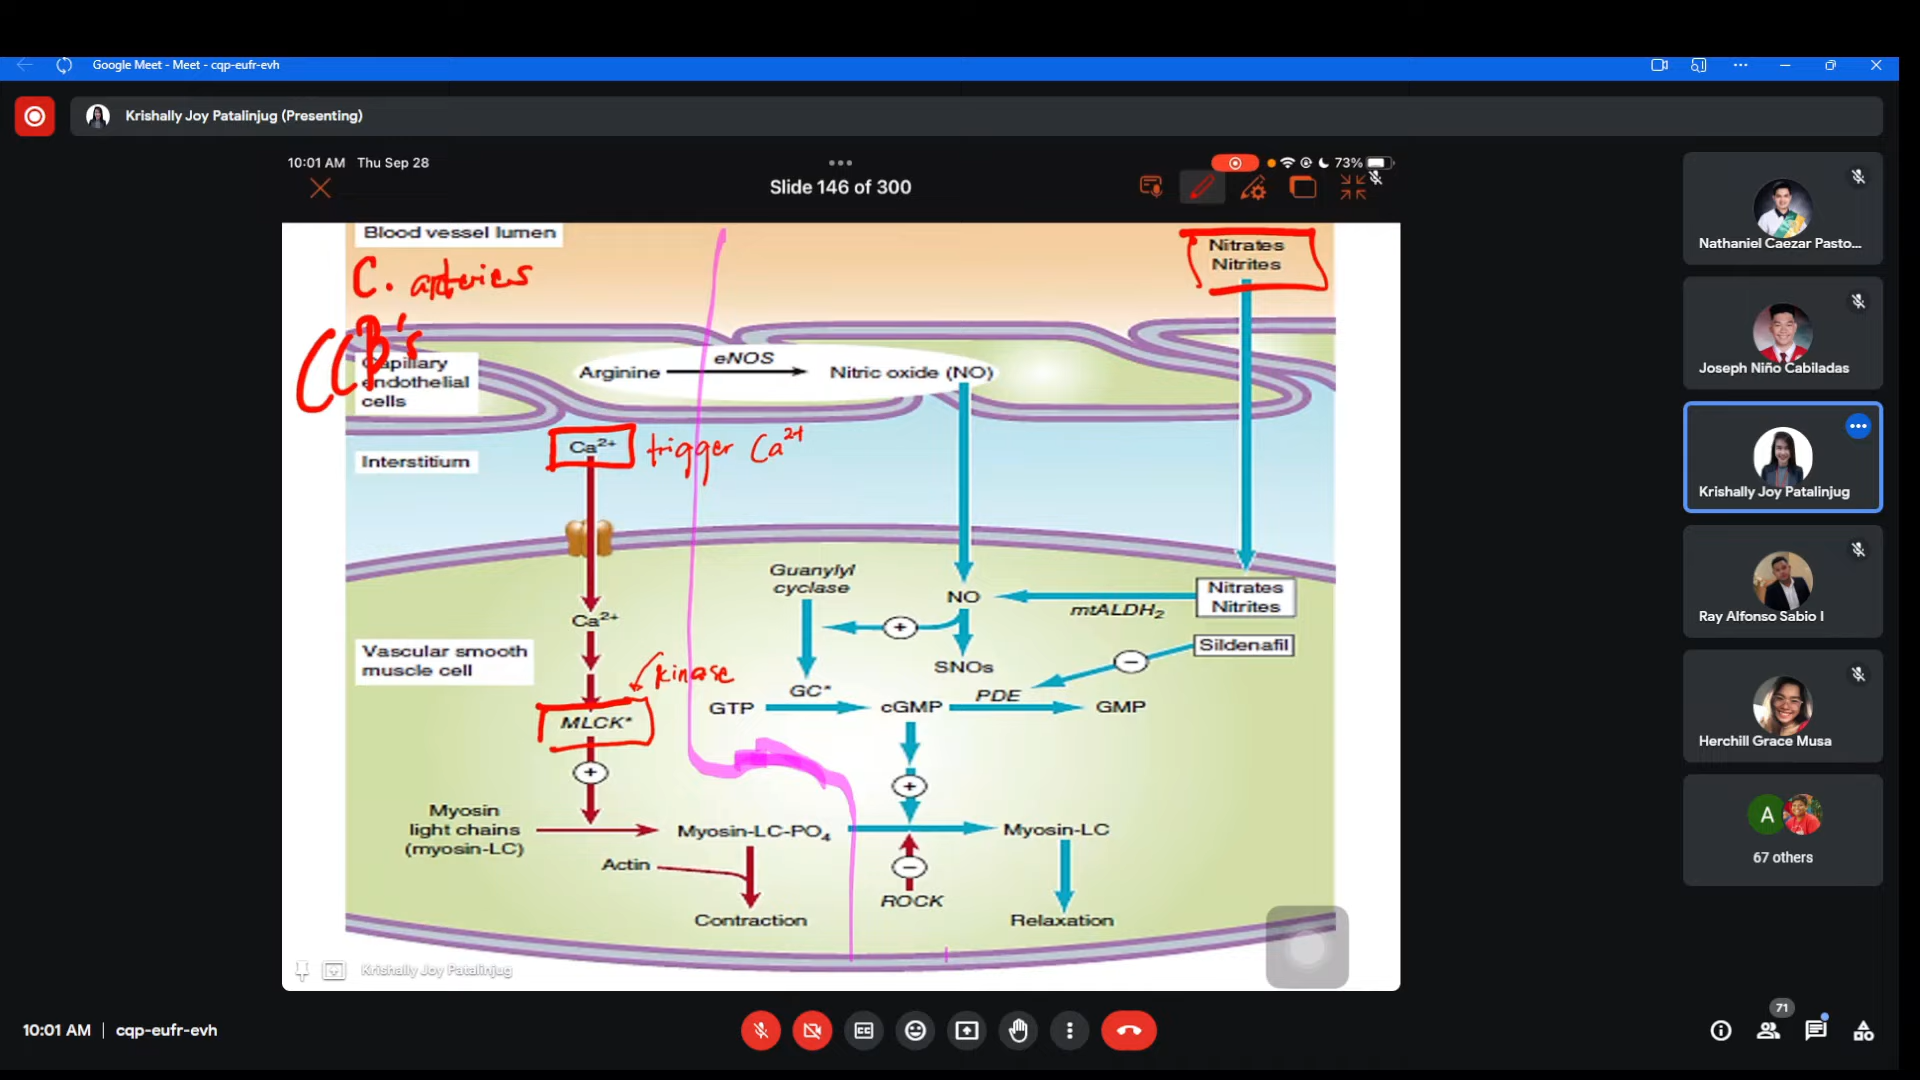 Google Meet - Meet - cqp-eufr-evh
Krishally Joy Patalinjug (Presenting)
10:01 AM Thu Sep 28
73%
Slide 146 of 300
Blood vessel lumen
Nitrates
Nitrites
C. arteries
CCB's
Capillary
endothelial
cells
Arginine
eNOS
Nitric oxide (NO)
Ca²⁺
trigger Ca²⁺
Interstitium
Guanylyl
cyclase
NO
mtALDH₂
Nitrates
Nitrites
Ca²⁺
+
Sildenafil
Vascular smooth
muscle cell
SNOs
−
kinase
GC*
PDE
GTP
cGMP
GMP
MLCK*
+
+
Myosin
light chains
(myosin-LC)
Myosin-LC-PO₄
Myosin-LC
Actin
−
ROCK
Contraction
Relaxation
Krishally Joy Patalinjug
Nathaniel Caezar Pasto...
Joseph Niño Cabiladas
Krishally Joy Patalinjug
Ray Alfonso Sabio I
Herchill Grace Musa
A
67 others
10:01 AM | cqp-eufr-evh
71